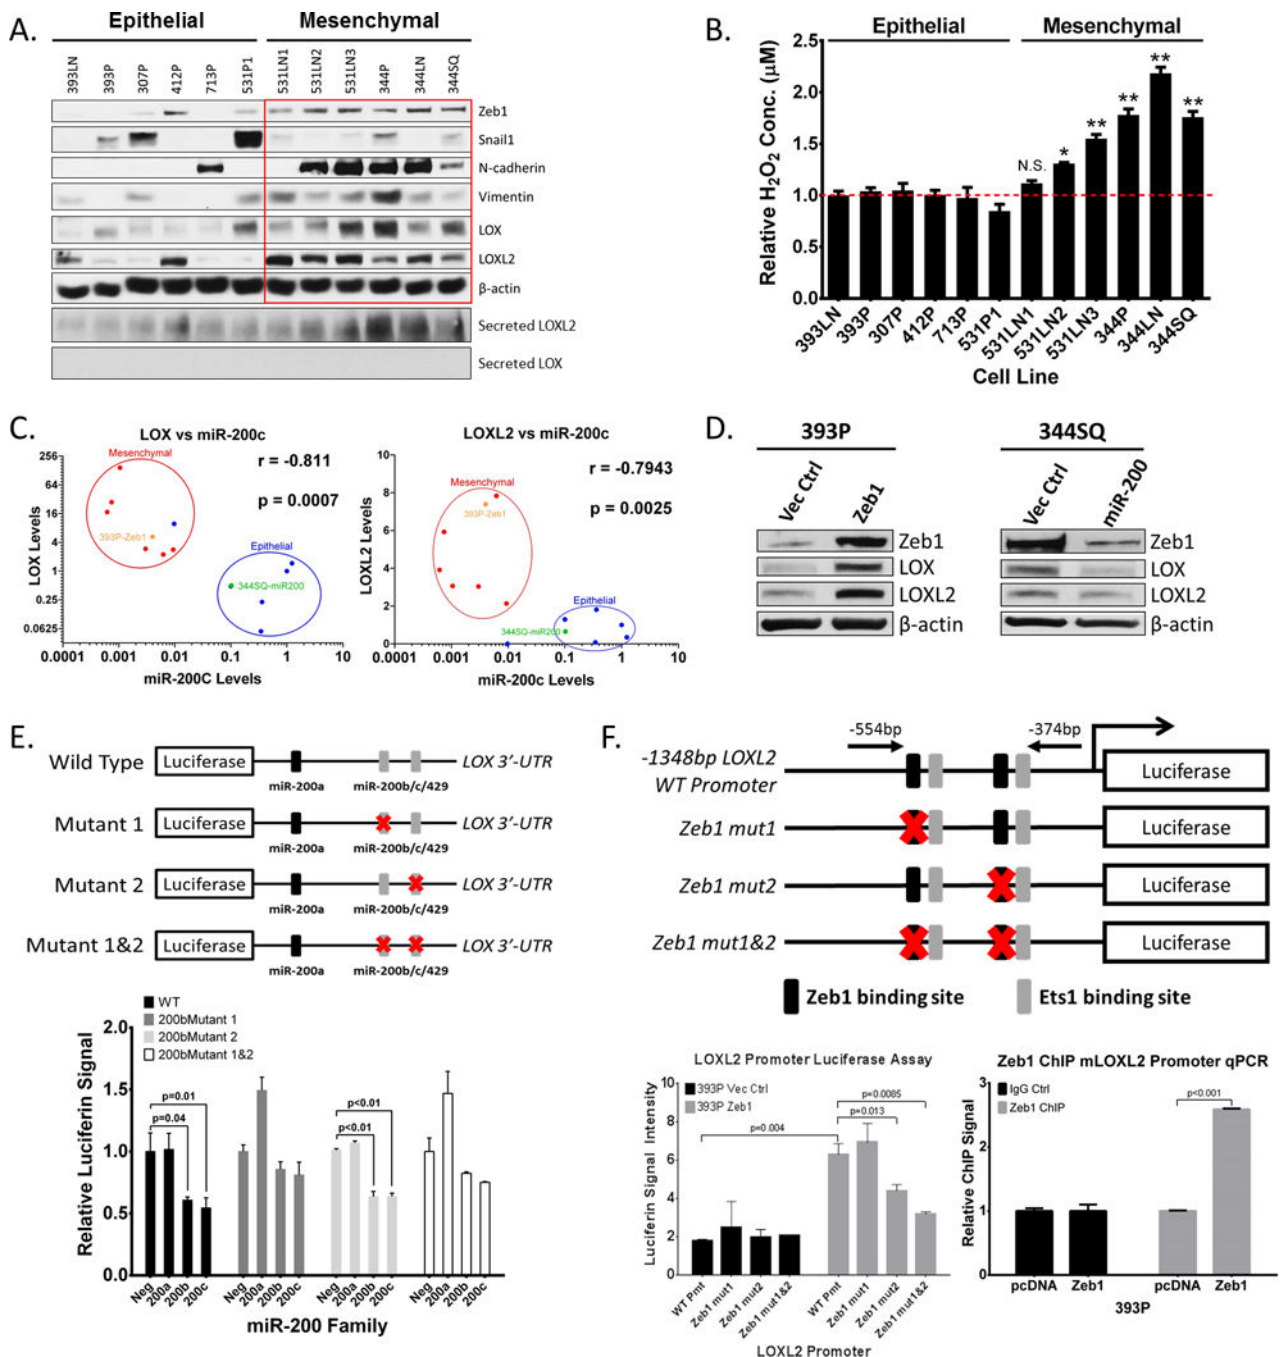 A.
Epithelial
Mesenchymal
393LN
393P
307P
412P
713P
531P1
531LN1
531LN2
531LN3
344P
344LN
344SQ
Zeb1
Snail1
N-cadherin
Vimentin
LOX
LOXL2
β-actin
Secreted LOXL2
Secreted LOX
B.
Epithelial
Mesenchymal
Relative H₂O₂ Conc. (μM)
2.5
2.0
1.5
1.0
0.5
0.0
N.S.
*
**
**
**
**
393LN
393P
307P
412P
713P
531P1
531LN1
531LN2
531LN3
344P
344LN
344SQ
Cell Line
C.
LOX vs miR-200c
Mesenchymal
r = -0.811
p = 0.0007
393P-Zeb1
Epithelial
344SQ-miR200
LOX Levels
256
64
16
4
1
0.25
0.0625
0.0001
0.001
0.01
0.1
1
10
miR-200C Levels
LOXL2 vs miR-200c
r = -0.7943
p = 0.0025
Mesenchymal
393P-Zeb1
Epithelial
344SQ-miR200
LOXL2 Levels
10
8
6
4
2
0
0.0001
0.001
0.01
0.1
1
10
miR-200c Levels
D.
393P
344SQ
Vec Ctrl
Zeb1
Vec Ctrl
miR-200
Zeb1
LOX
LOXL2
β-actin
Zeb1
LOX
LOXL2
β-actin
E.
Wild Type
Luciferase
LOX 3'-UTR
miR-200a
miR-200b/c/429
Mutant 1
Luciferase
LOX 3'-UTR
miR-200a
miR-200b/c/429
Mutant 2
Luciferase
LOX 3'-UTR
miR-200a
miR-200b/c/429
Mutant 1&2
Luciferase
LOX 3'-UTR
miR-200a
miR-200b/c/429
WT
200bMutant 1
200bMutant 2
200bMutant 1&2
Relative Luciferin Signal
2.0
1.5
1.0
0.5
0.0
p=0.01
p=0.04
p<0.01
p<0.01
Neg
200a
200b
200c
Neg
200a
200b
200c
Neg
200a
200b
200c
Neg
200a
200b
200c
miR-200 Family
F.
-554bp
-374bp
-1348bp LOXL2
WT Promoter
Luciferase
Zeb1 mut1
Luciferase
Zeb1 mut2
Luciferase
Zeb1 mut1&2
Luciferase
Zeb1 binding site
Ets1 binding site
LOXL2 Promoter Luciferase Assay
393P Vec Ctrl
393P Zeb1
p=0.0085
p=0.013
p=0.004
Luciferin Signal Intensity
10
8
6
4
2
0
WT Pmt
Zeb1 mut1
Zeb1 mut2
Zeb1 mut1&2
WT Pmt
Zeb1 mut1
Zeb1 mut2
Zeb1 mut1&2
LOXL2 Promoter
Zeb1 ChIP mLOXL2 Promoter qPCR
IgG Ctrl
Zeb1 ChIP
p<0.001
Relative ChIP Signal
3
2
1
0
pcDNA
Zeb1
pcDNA
Zeb1
393P